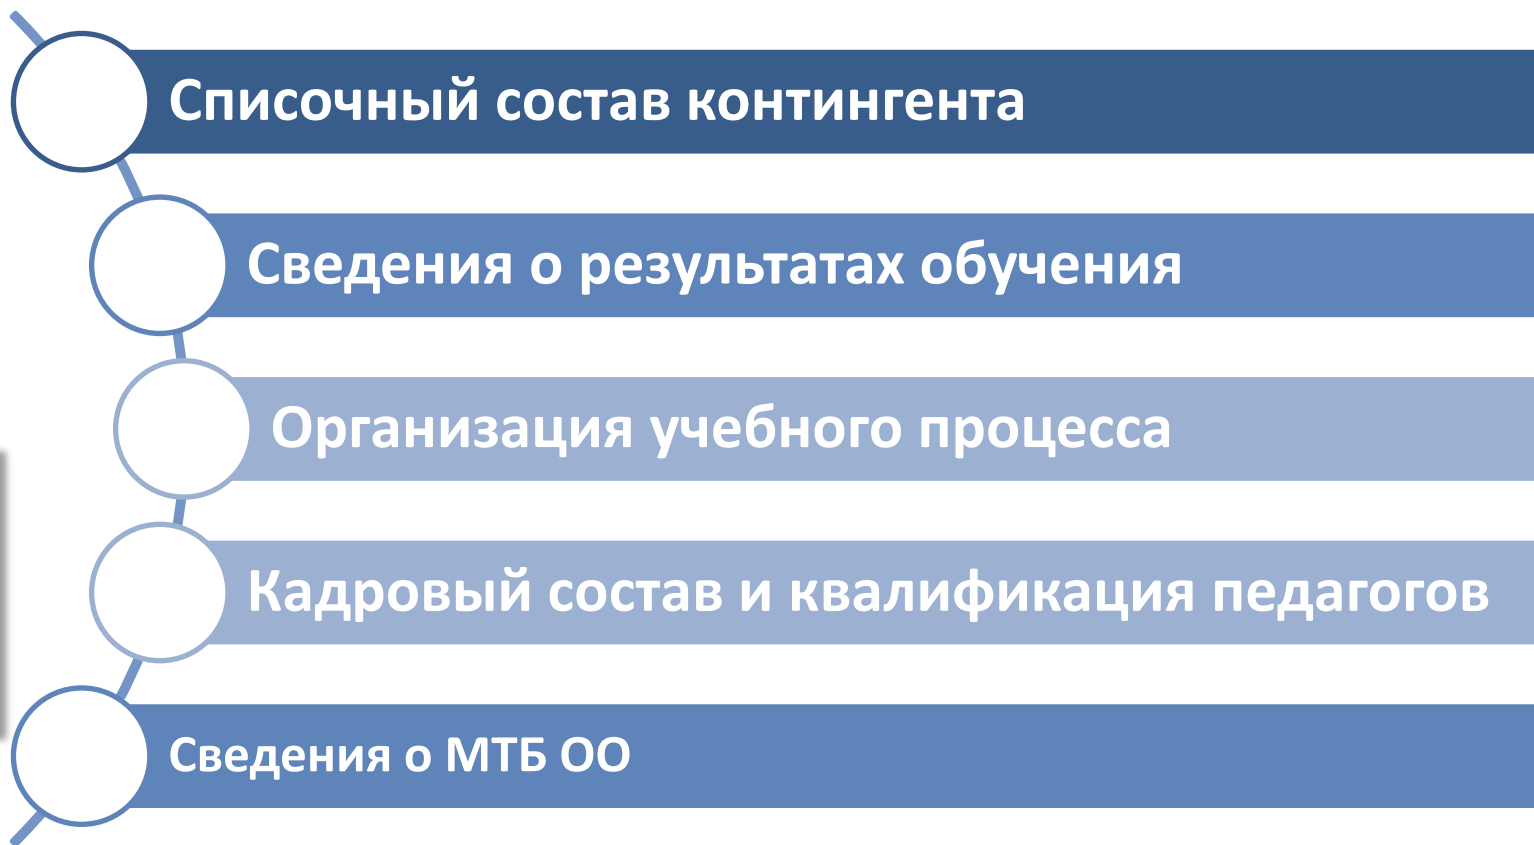 Списочный состав контингента
Сведения о результатах обучения
Организация учебного процесса
Кадровый состав и квалификация педагогов
Сведения о МТБ ОО